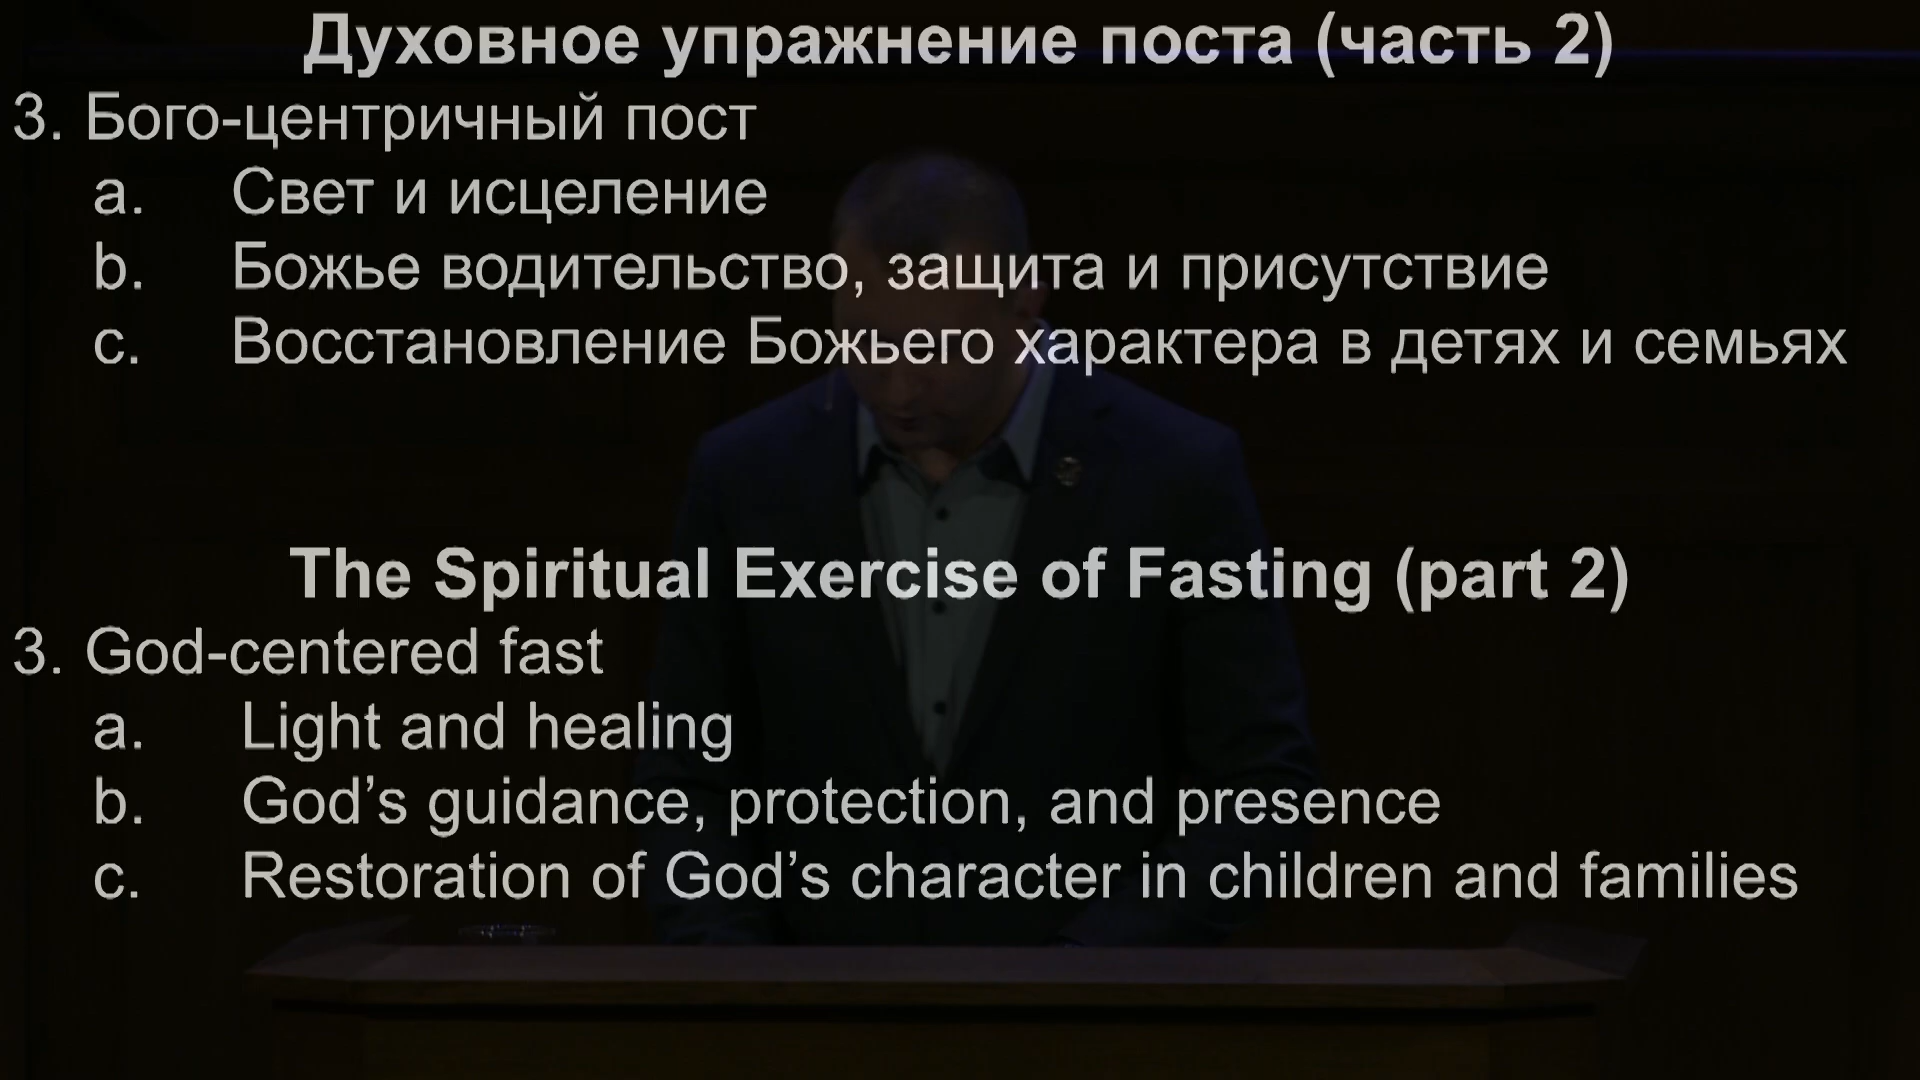 Духовное упражнение поста (часть 2)
3. Бого-центричный пост
a. Свет и исцеление
b. Божье водительство, защита и присутствие
c. Восстановление Божьего характера в детях и семьях
The Spiritual Exercise of Fasting (part 2)
3. God-centered fast
a. Light and healing
b. God’s guidance, protection, and presence
c. Restoration of God’s character in children and families